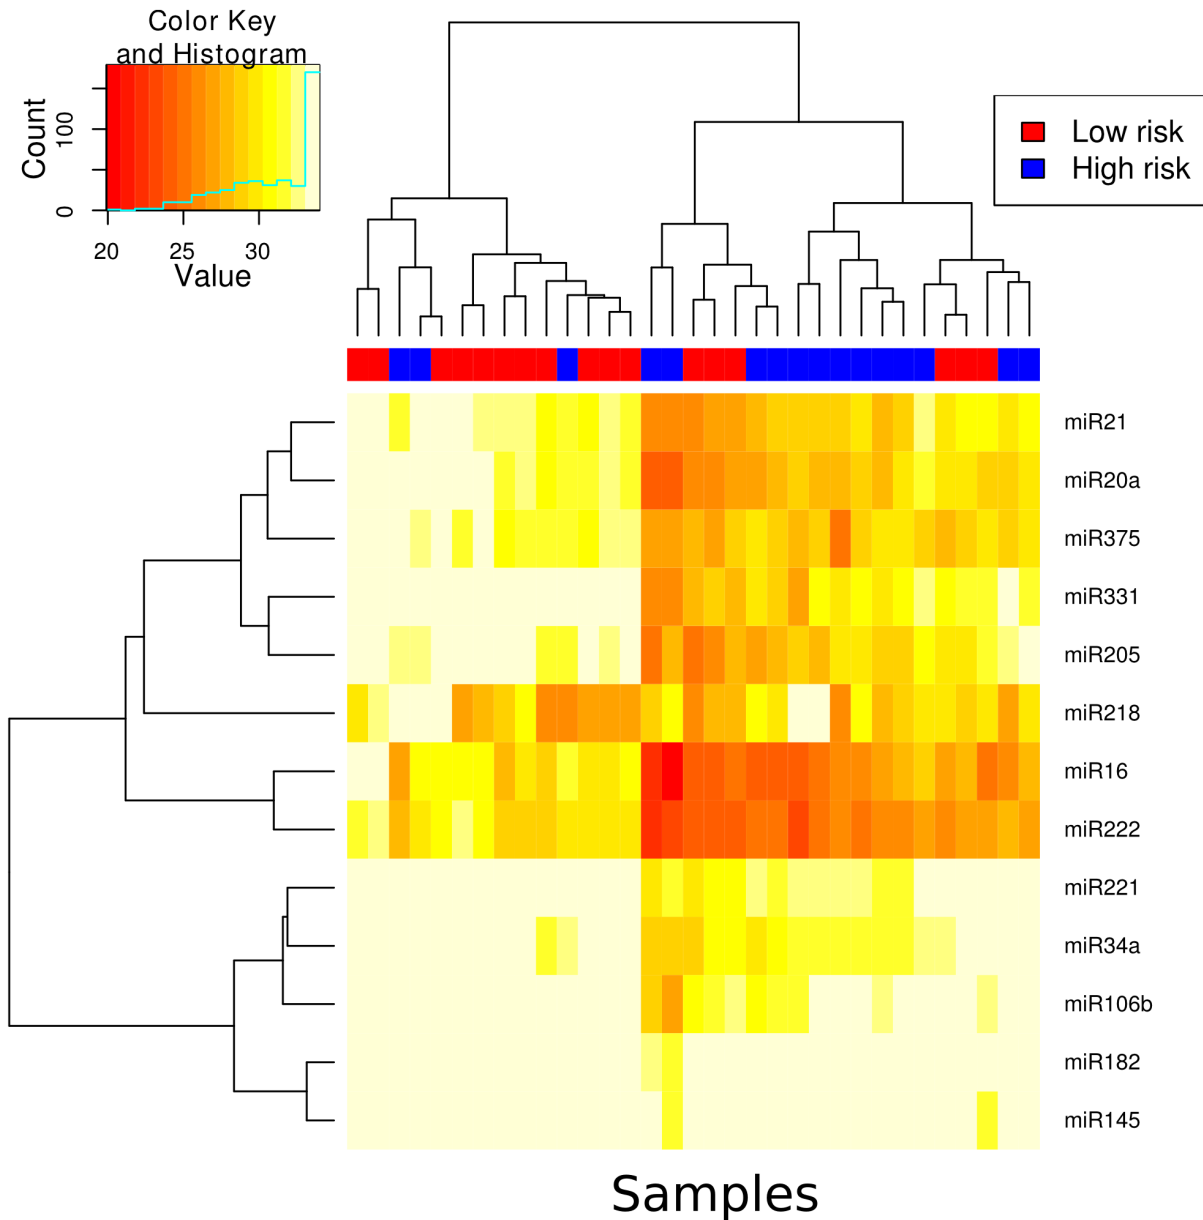 Color Key
and Histogram
Count
0
100
20
25
30
Value
Low risk
High risk
miR21
miR20a
miR375
miR331
miR205
miR218
miR16
miR222
miR221
miR34a
miR106b
miR182
miR145
Samples